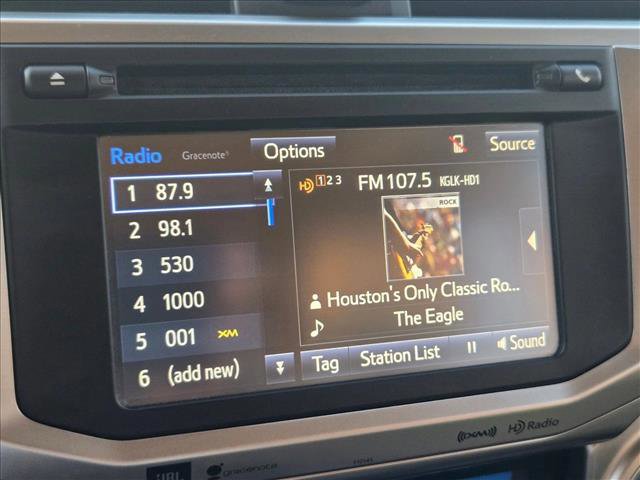 Radio Gracenote® Options Source
1 87.9
2 98.1
3 530
4 1000
5 001 XM
6 (add new)
HD 1 2 3 FM 107.5 KGLK-HD1
ROCK
Houston's Only Classic Ro...
The Eagle
Tag Station List Sound
((XM)) HD Radio
JBL gracenote